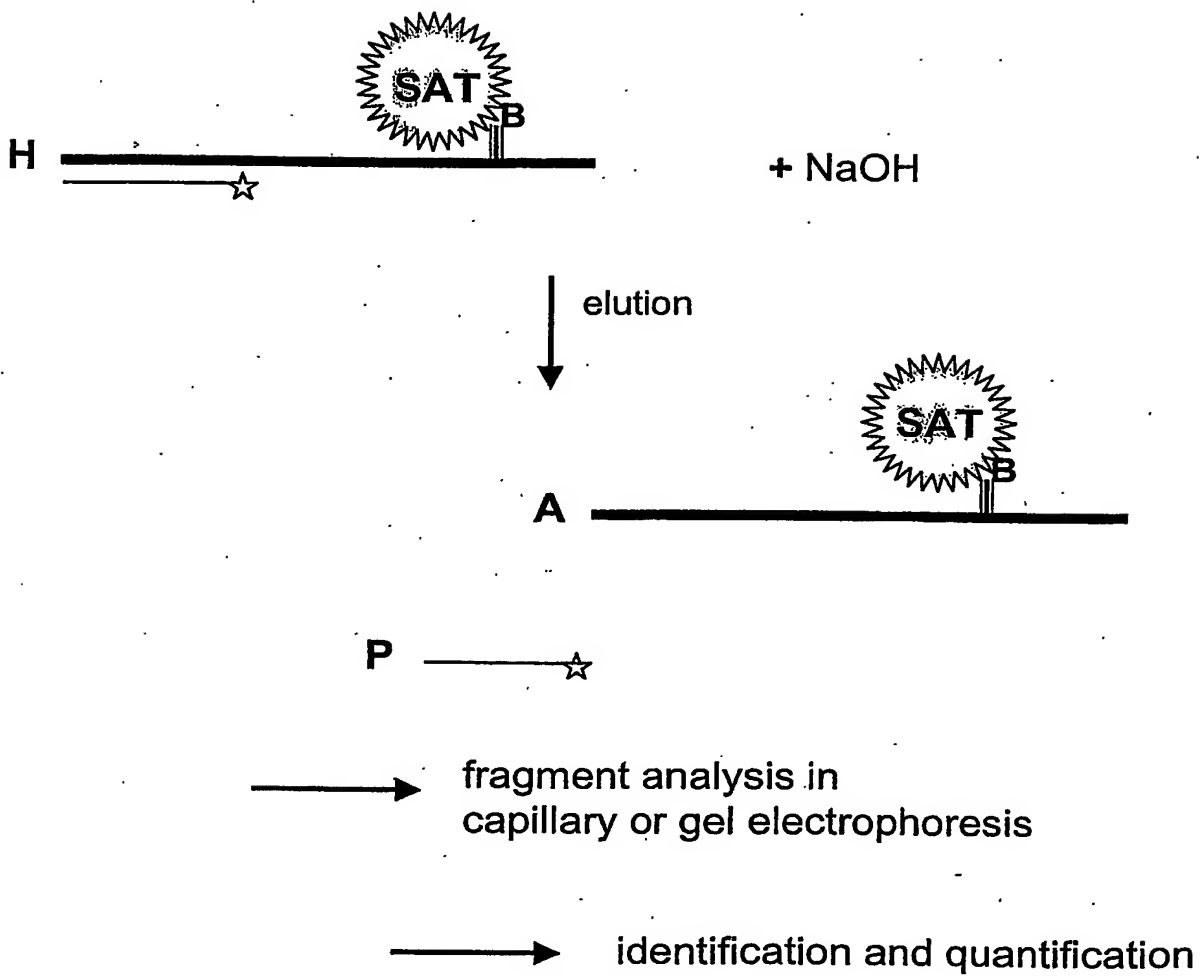 SAT
B
H
+ NaOH
elution
SAT
B
A
P
fragment analysis in
capillary or gel electrophoresis
identification and quantification